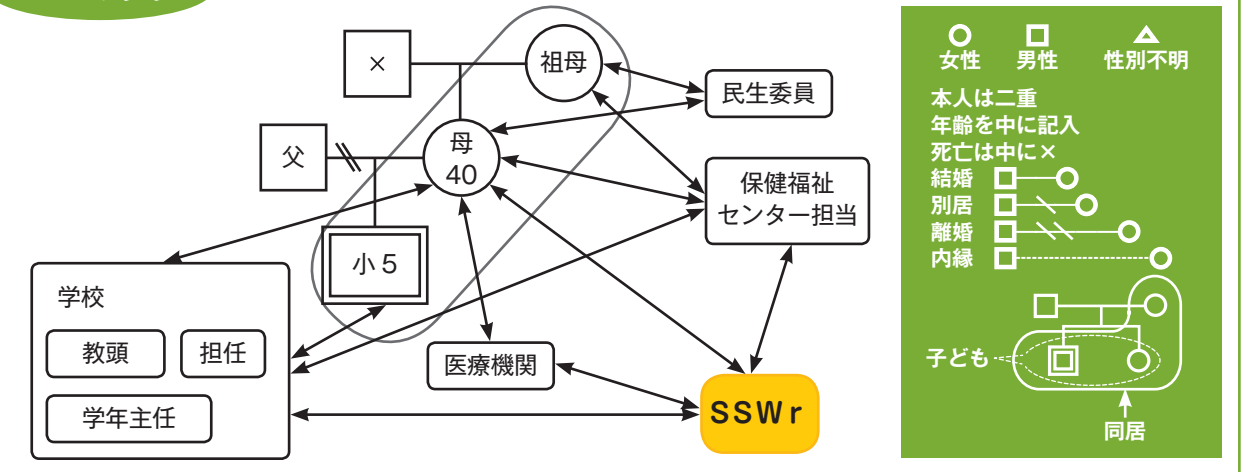 ×
祖母
民生委員
父
母
40
保健福祉
センター担当
小5
学校
教頭
担任
学年主任
医療機関
SSWr
女性
男性
性別不明
本人は二重
年齢を中に記入
死亡は中に×
結婚
別居
離婚
内縁
子ども
同居